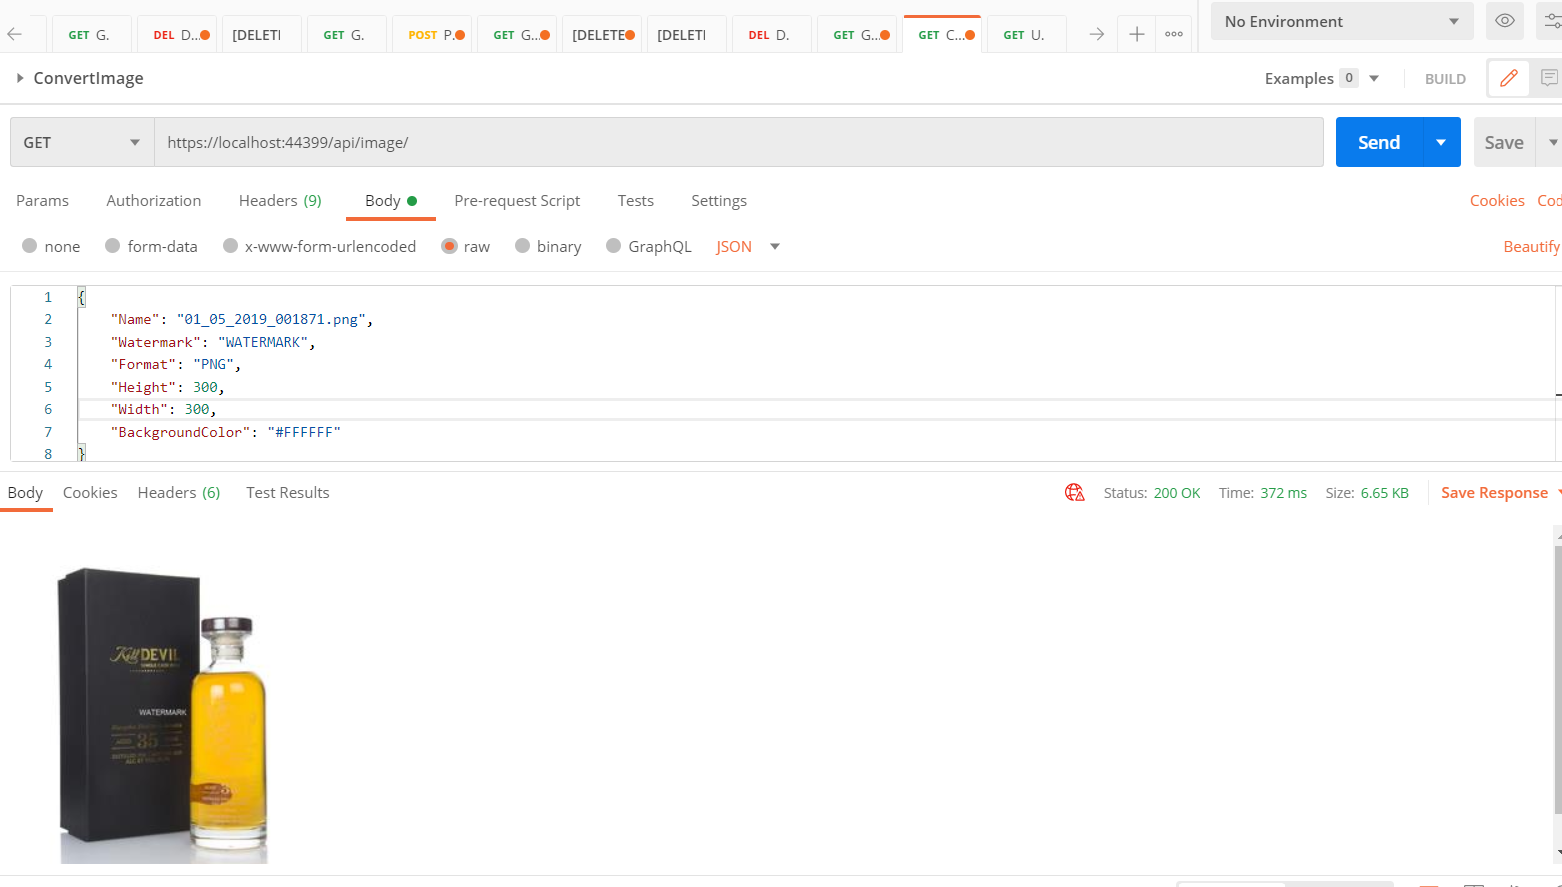 GET G. DEL D... [DELETI GET G. POST P. GET G... [DELETE [DELETI DEL D. GET G... GET C... GET U. No Environment
ConvertImage Examples 0 BUILD
GET https://localhost:44399/api/image/ Send Save
Params Authorization Headers (9) Body Pre-request Script Tests Settings Cookies Cod
none form-data x-www-form-urlencoded raw binary GraphQL JSON Beautify
1 {
2 "Name": "01_05_2019_001871.png",
3 "Watermark": "WATERMARK",
4 "Format": "PNG",
5 "Height": 300,
6 "Width": 300,
7 "BackgroundColor": "#FFFFFF"
8 }
Body Cookies Headers (6) Test Results Status: 200 OK Time: 372 ms Size: 6.65 KB Save Response
Kill DEVIL
SINGLE CASK RUM
WATERMARK
AGED 35